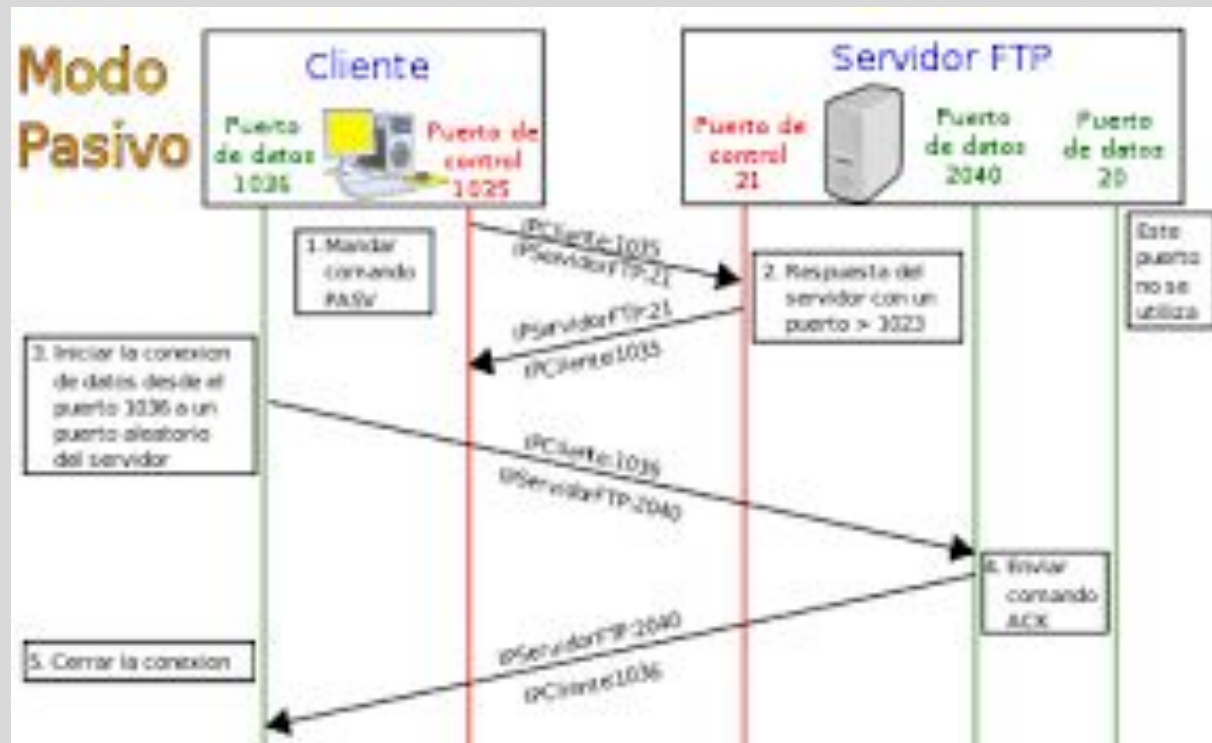 Modo
Pasivo
Cliente
Puerto
de datos
1036
Puerto de
control
1035
Servidor FTP
Puerto de
control
21
Puerto
de datos
2040
Puerto
de datos
20
Este
puerto
no se
utiliza
1. Mandar
comando
PASV
IPCliente:1035
IPServidorFTP:21
2. Respuesta del
servidor con un
puerto > 1023
IPServidorFTP:21
IPCliente:1035
3. Iniciar la conexion
de datos desde el
puerto 1036 a un
puerto aleatorio
del servidor
IPCliente:1036
IPServidorFTP:2040
4. Enviar
comando
ACK
IPServidorFTP:2040
IPCliente:1036
5. Cerrar la conexion